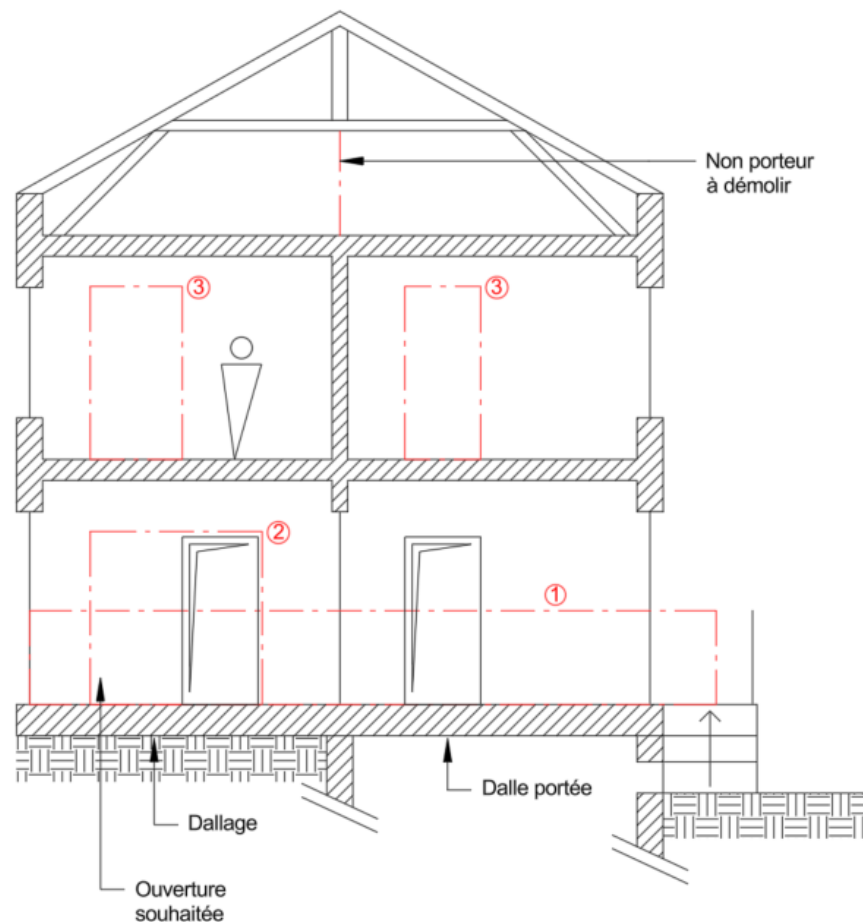 Non porteur
à démolir
③
③
②
①
Dalle portée
Dallage
Ouverture
souhaitée